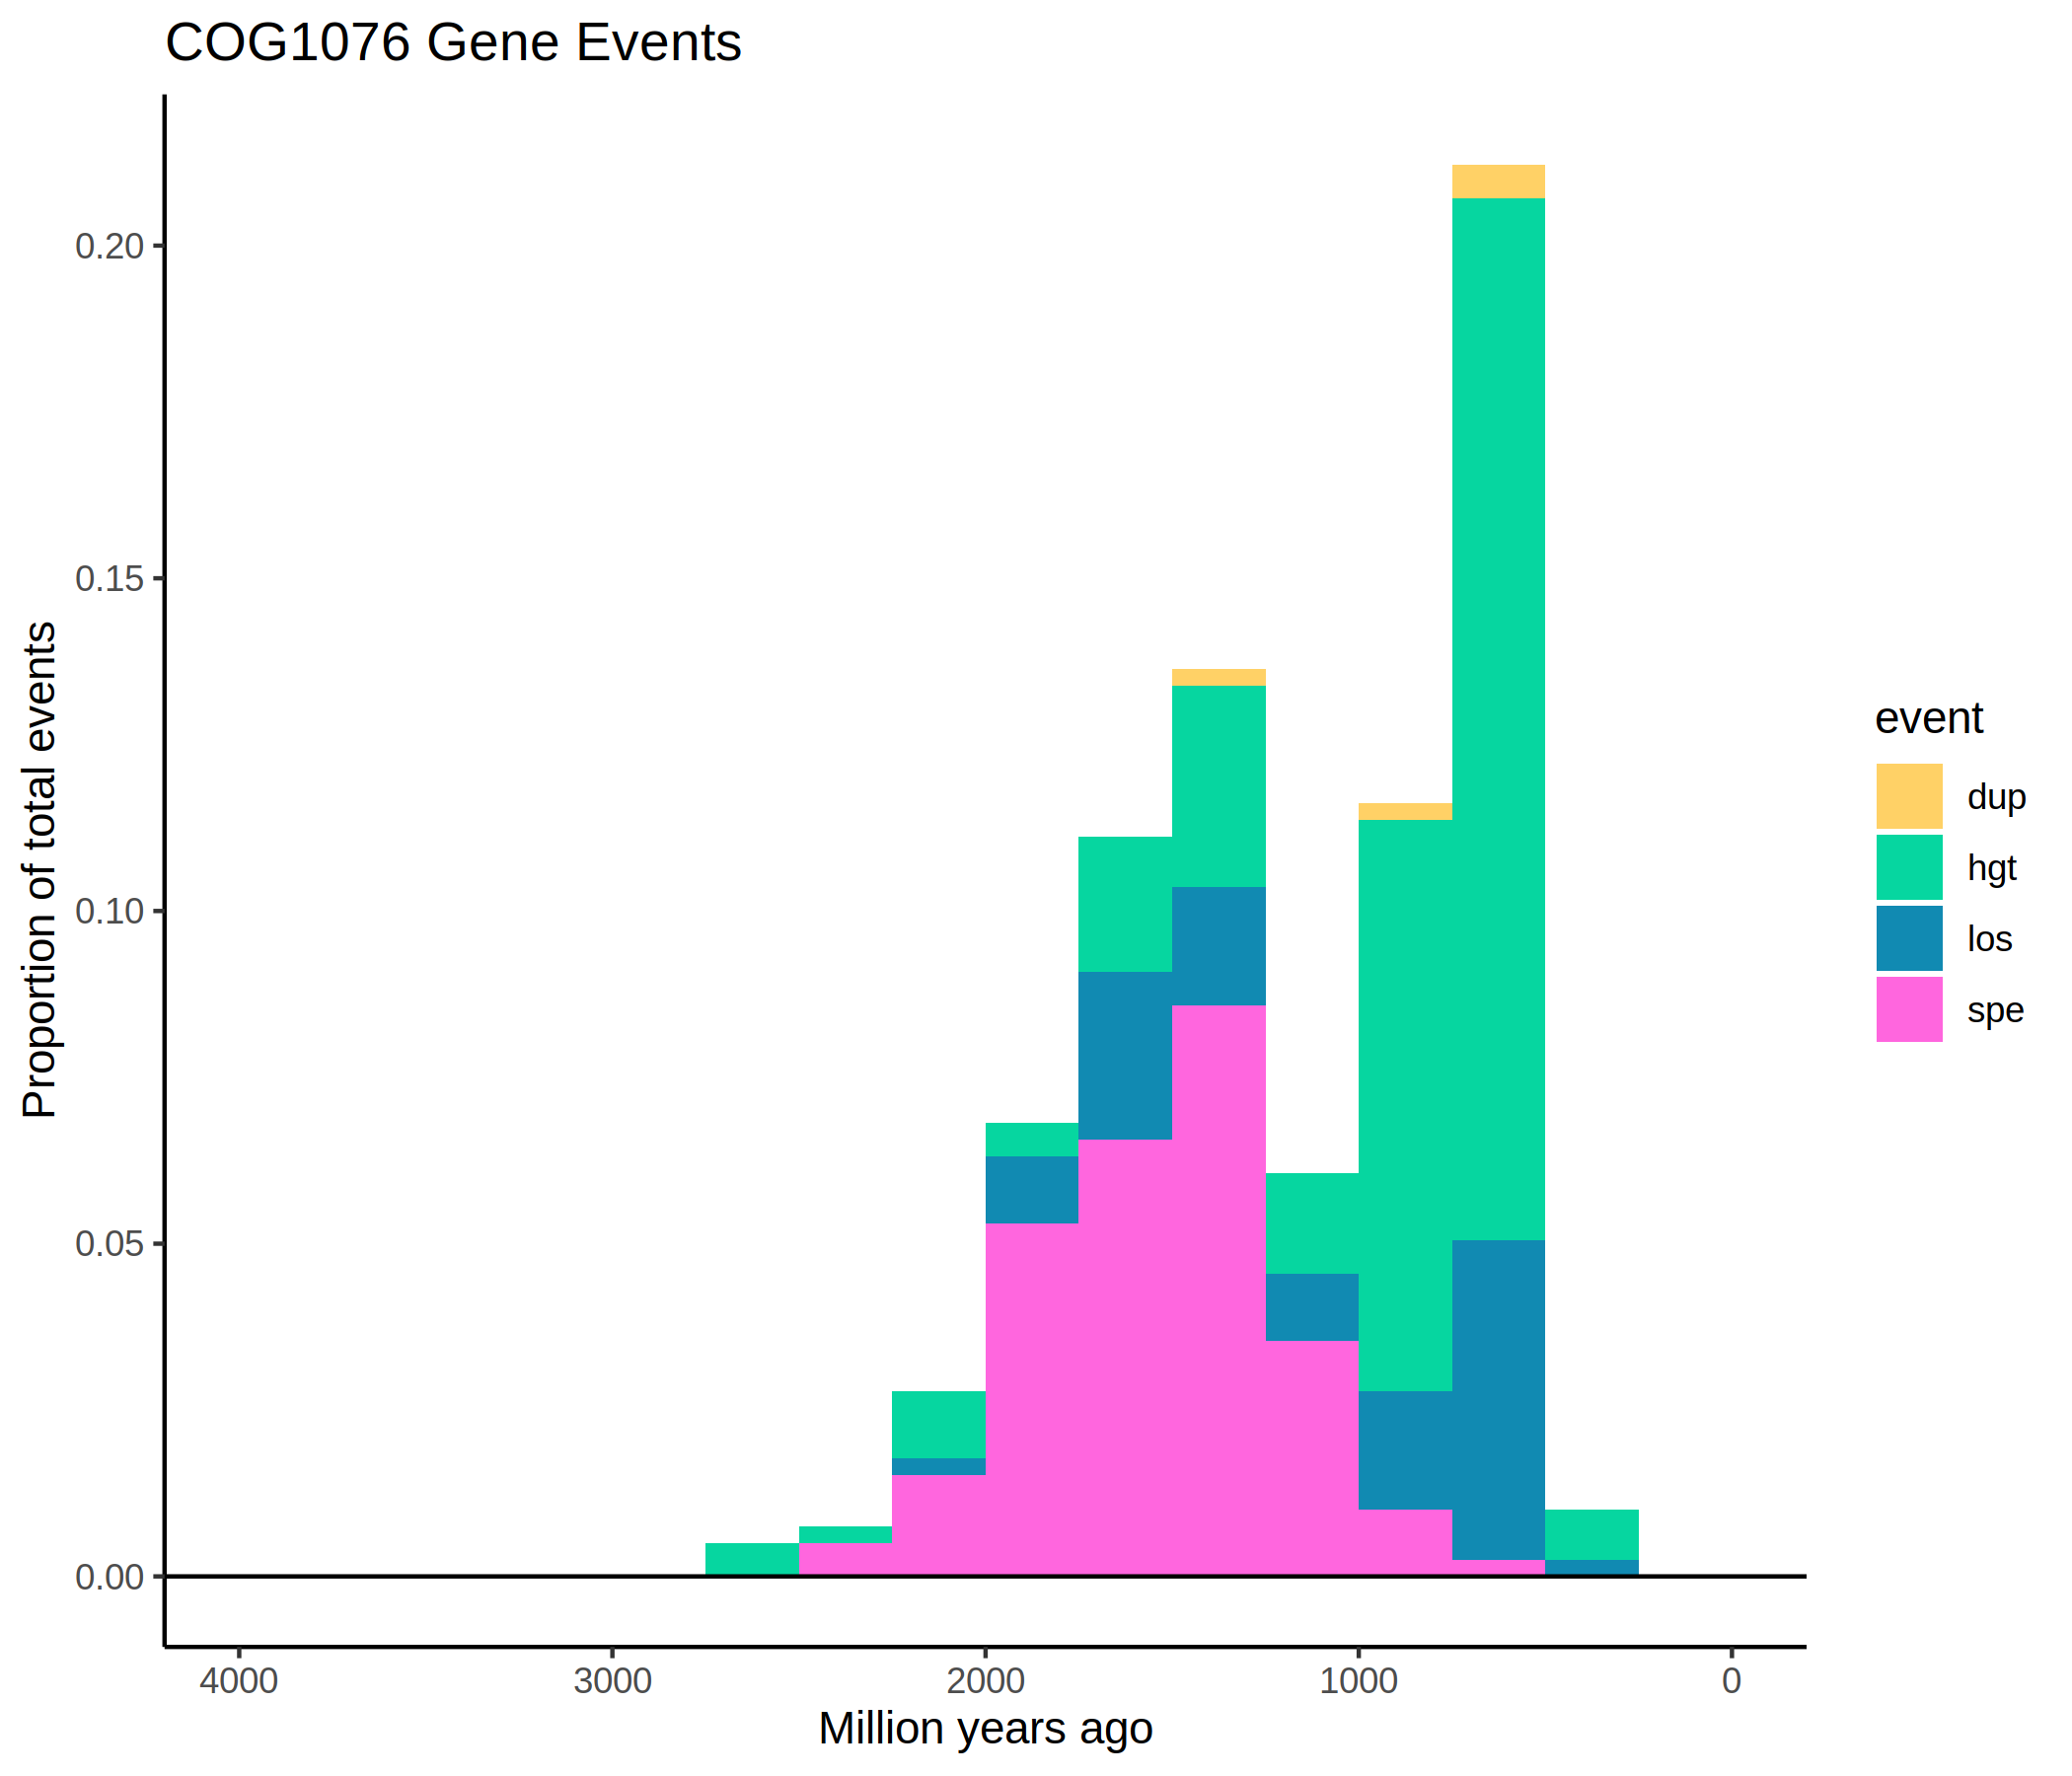 COG1076 Gene Events
Proportion of total events
0.20
0.15
0.10
0.05
0.00
4000 3000 2000 1000 0
Million years ago
event
dup
hgt
los
spe